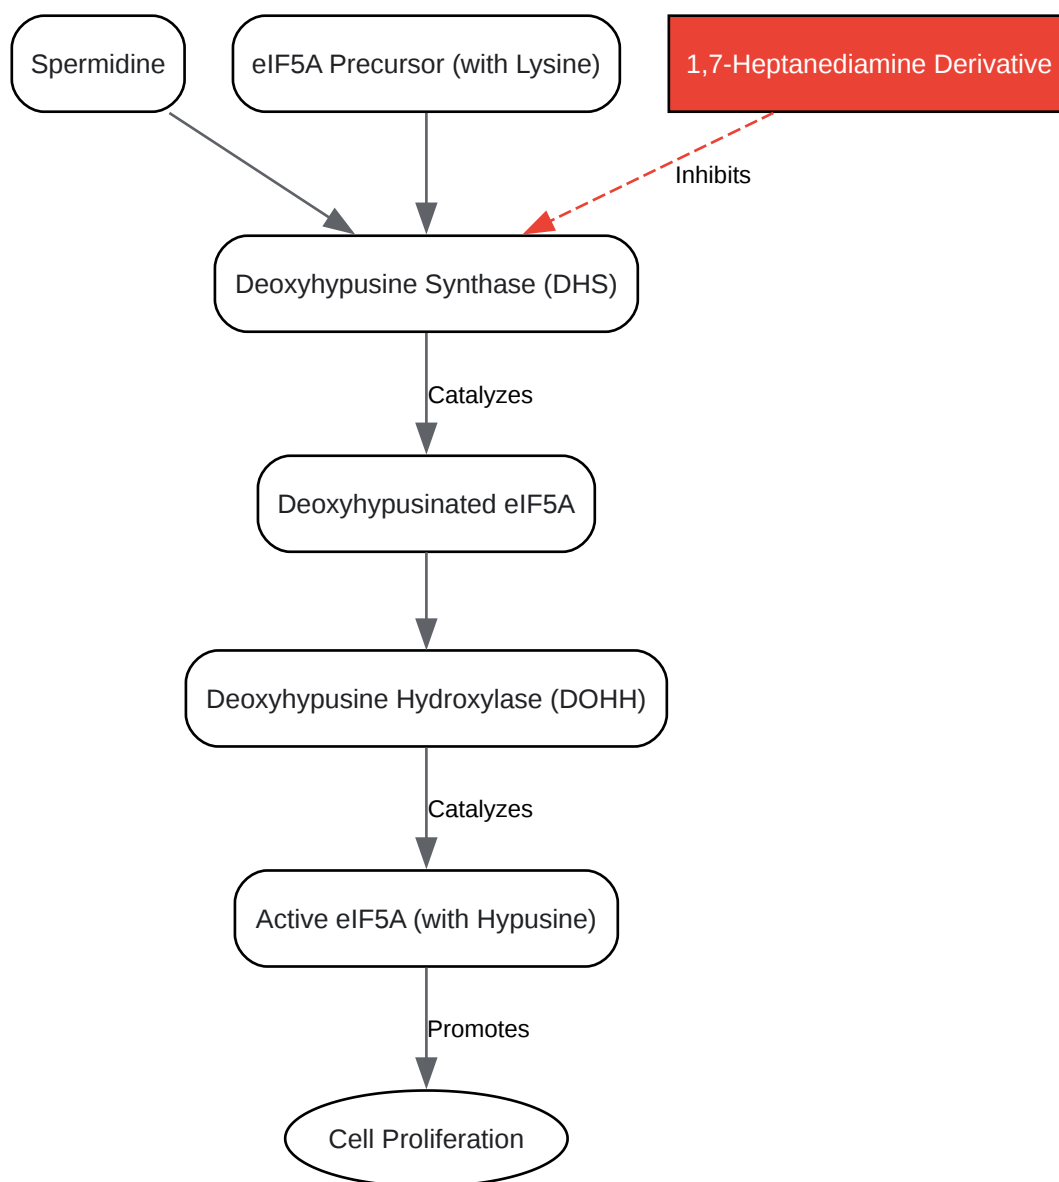 Spermidine
eIF5A Precursor (with Lysine)
1,7-Heptanediamine Derivative
Inhibits
Deoxyhypusine Synthase (DHS)
Catalyzes
Deoxyhypusinated eIF5A
Deoxyhypusine Hydroxylase (DOHH)
Catalyzes
Active eIF5A (with Hypusine)
Promotes
Cell Proliferation